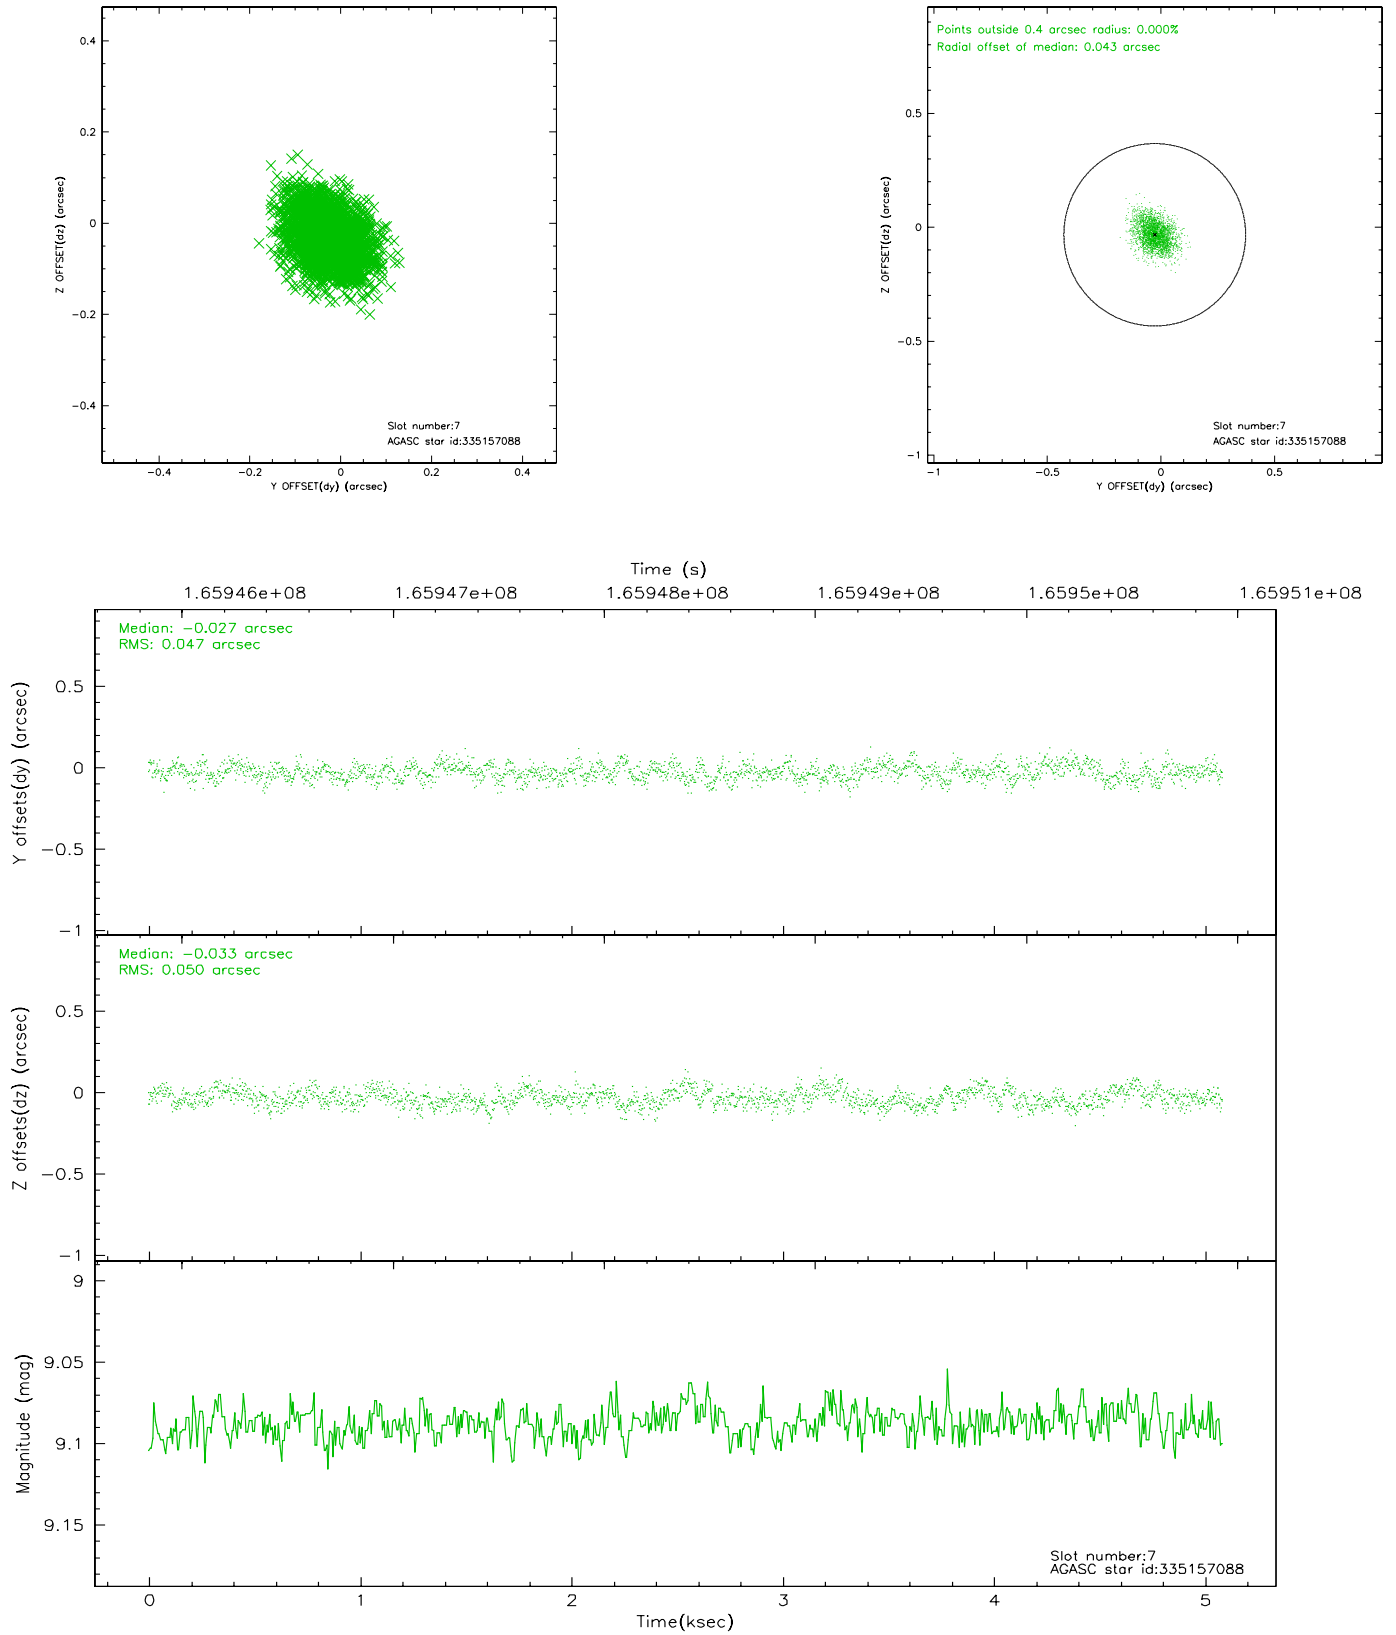 0.4
0.2
0
−0.2
−0.4
Z OFFSET(dz) (arcsec)
Slot number:7
AGASC star id:335157088
−0.4 −0.2 0 0.2 0.4
Y OFFSET(dy) (arcsec)
Points outside 0.4 arcsec radius: 0.000%
Radial offset of median: 0.043 arcsec
0.5
0
−0.5
−1
Z OFFSET(dz) (arcsec)
Slot number:7
AGASC star id:335157088
−1 −0.5 0 0.5
Y OFFSET(dy) (arcsec)
Time (s)
1.65946e+08 1.65947e+08 1.65948e+08 1.65949e+08 1.6595e+08 1.65951e+08
Median: −0.027 arcsec
RMS: 0.047 arcsec
0.5
0
−0.5
−1
Y offsets(dy) (arcsec)
Median: −0.033 arcsec
RMS: 0.050 arcsec
0.5
0
−0.5
−1
Z offsets(dz) (arcsec)
9
9.05
9.1
9.15
Magnitude (mag)
Slot number:7
AGASC star id:335157088
0 1 2 3 4 5
Time(ksec)